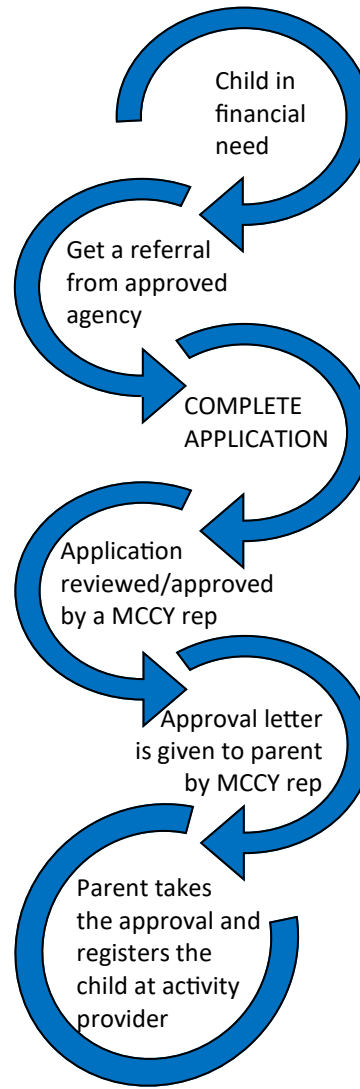 Child in
financial
need
Get a referral
from approved
agency
COMPLETE
APPLICATION
Application
reviewed/approved
by a MCCY rep
Approval letter
is given to parent
by MCCY rep
Parent takes
the approval and
registers the
child at activity
provider